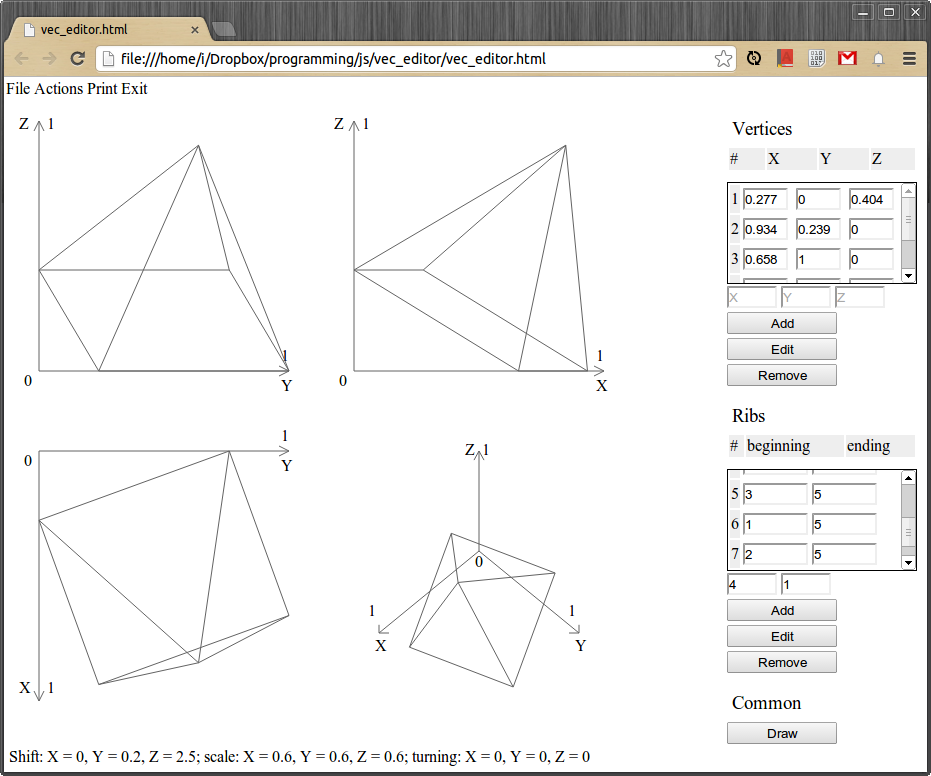 vec_editor.html
file:///home/i/Dropbox/programming/js/vec_editor/vec_editor.html
File Actions Print Exit
Z 1
1
0
Y
Z 1
1
0
X
0
1
Y
X 1
Z 1
0
1
X
1
Y
Shift: X = 0, Y = 0.2, Z = 2.5; scale: X = 0.6, Y = 0.6, Z = 0.6; turning: X = 0, Y = 0, Z = 0
Vertices
# X Y Z
1 0.277 0 0.404
2 0.934 0.239 0
3 0.658 1 0
X Y Z
Add
Edit
Remove
Ribs
# beginning ending
5 3 5
6 1 5
7 2 5
4 1
Add
Edit
Remove
Common
Draw